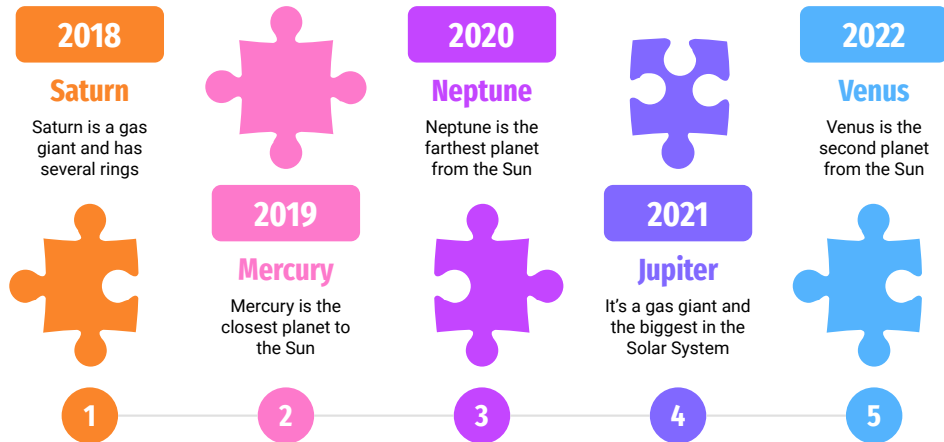 2018
Saturn
Saturn is a gas
giant and has
several rings
2019
Mercury
Mercury is the
closest planet to
the Sun
2020
Neptune
Neptune is the
farthest planet
from the Sun
2021
Jupiter
It’s a gas giant and
the biggest in the
Solar System
2022
Venus
Venus is the
second planet
from the Sun
1
2
3
4
5